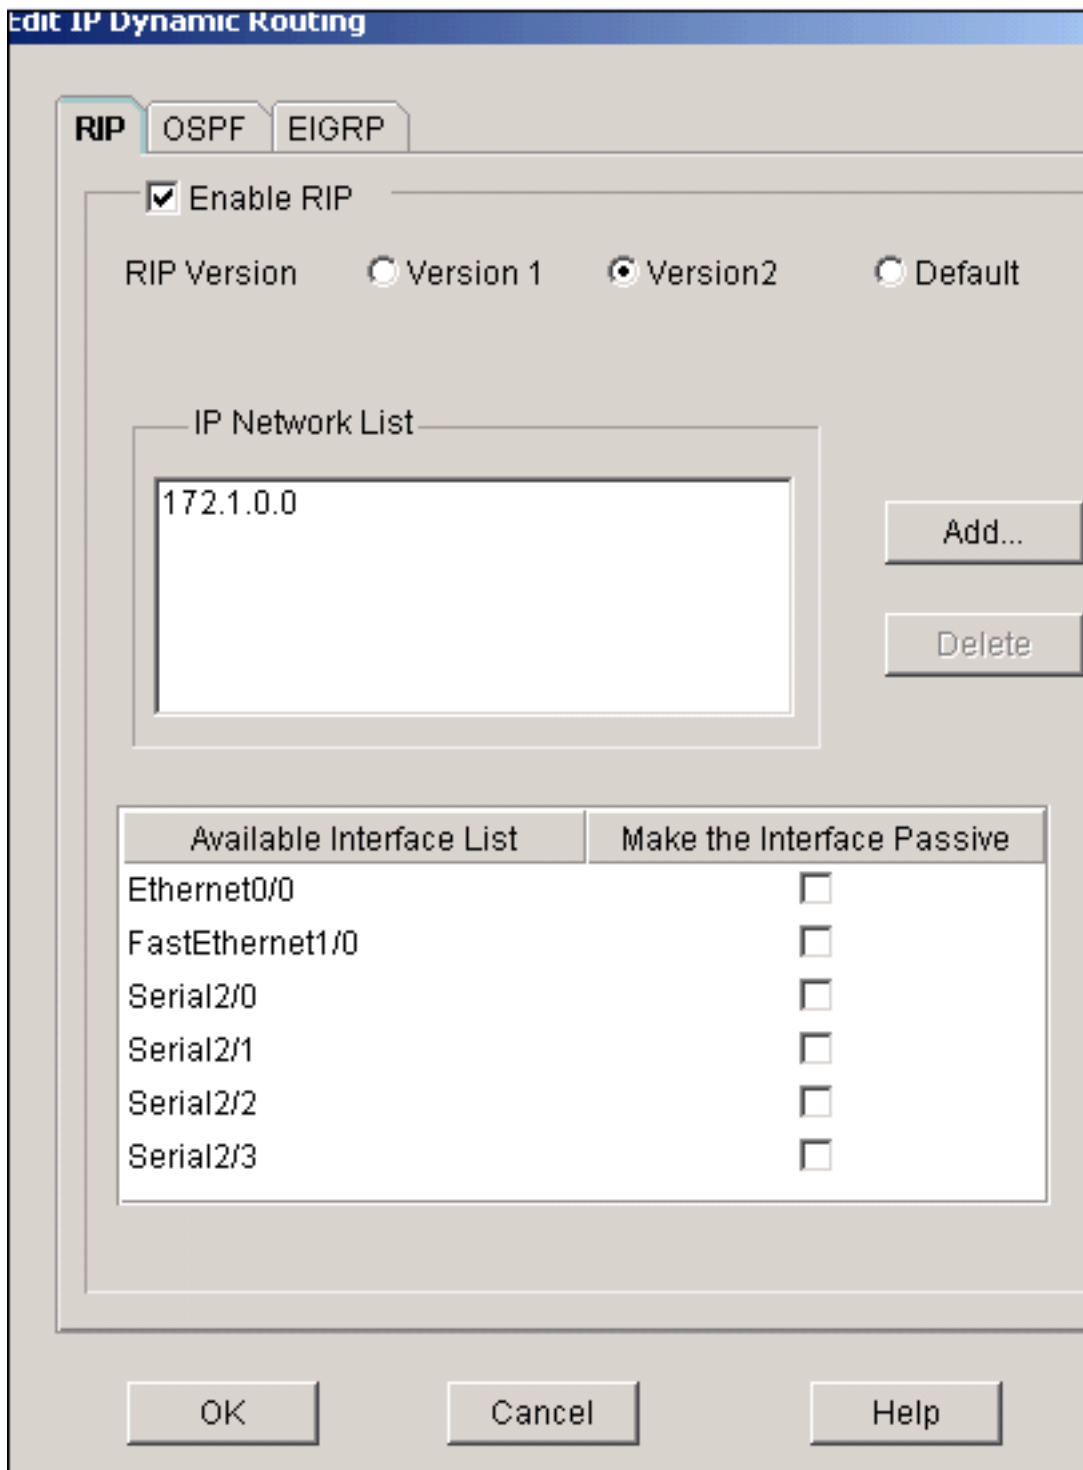 Edit IP Dynamic Routing
RIP OSPF EIGRP
Enable RIP
RIP Version Version 1 Version2 Default
IP Network List
172.1.0.0
Add...
Delete
Available Interface List Make the Interface Passive
Ethernet0/0
FastEthernet1/0
Serial2/0
Serial2/1
Serial2/2
Serial2/3
OK Cancel Help